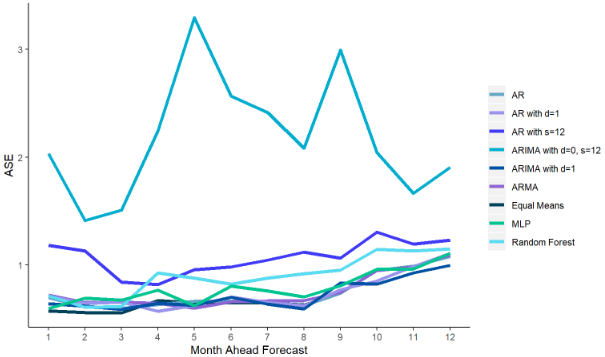 3
2
1
ASE
1 2 3 4 5 6 7 8 9 10 11 12
Month Ahead Forecast
AR
AR with d=1
AR with s=12
ARIMA with d=0, s=12
ARIMA with d=1
ARMA
Equal Means
MLP
Random Forest